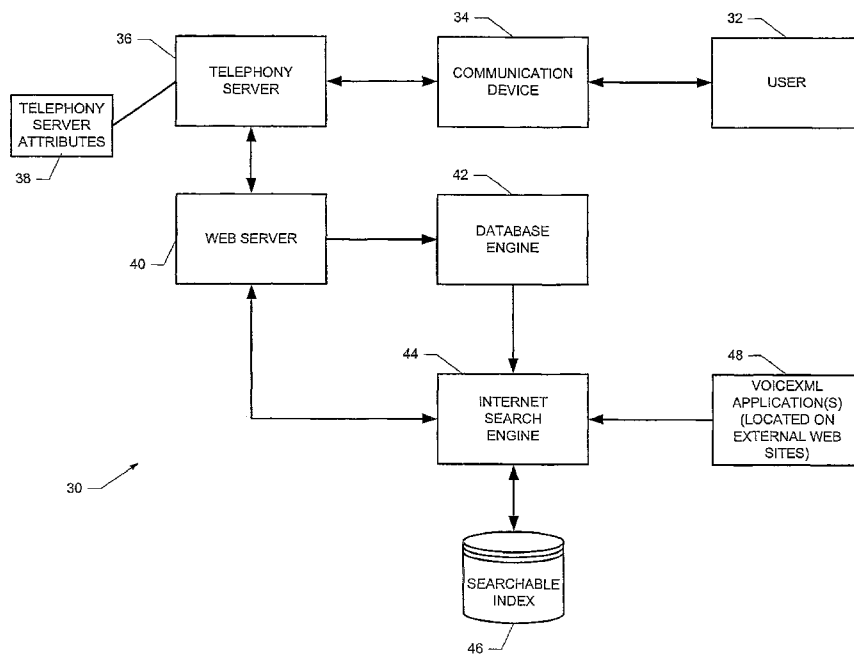 36
34
32
TELEPHONY
SERVER
COMMUNICATION
DEVICE
USER
TELEPHONY
SERVER
ATTRIBUTES
38
42
WEB SERVER
DATABASE
ENGINE
40
44
48
INTERNET
SEARCH
ENGINE
VOICEXML
APPLICATION(S)
(LOCATED ON
EXTERNAL WEB
SITES)
30
SEARCHABLE
INDEX
46